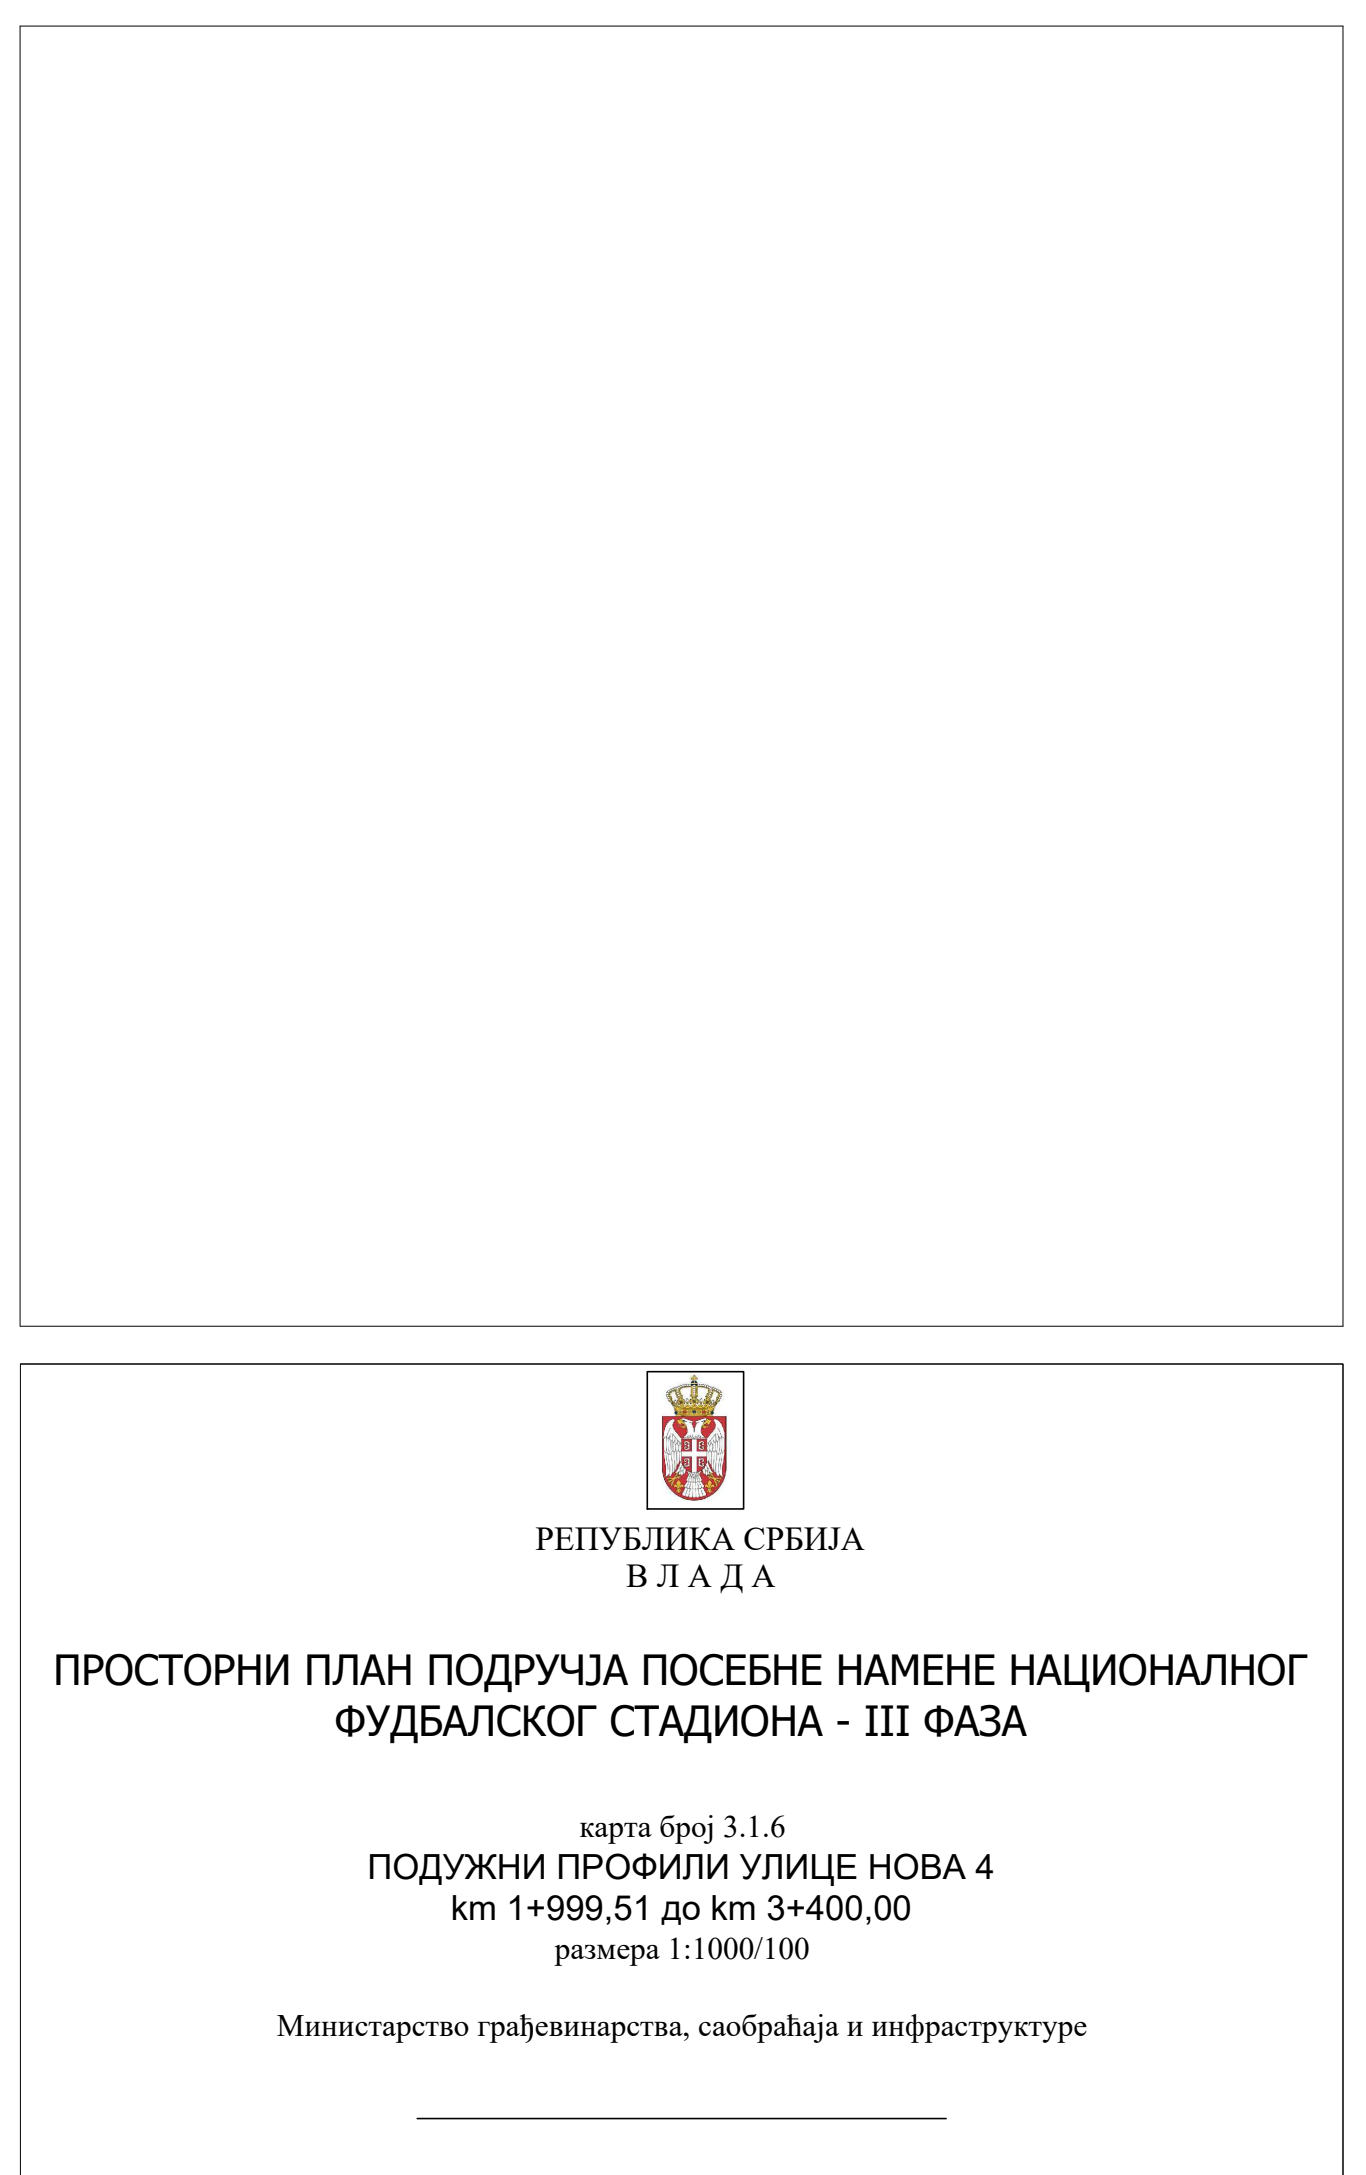 РЕПУБЛИКА СРБИЈА
В Л А Д А
ПРОСТОРНИ ПЛАН ПОДРУЧЈА ПОСЕБНЕ НАМЕНЕ НАЦИОНАЛНОГ
ФУДБАЛСКОГ СТАДИОНА - III ФАЗА
карта број 3.1.6
ПОДУЖНИ ПРОФИЛИ УЛИЦЕ НОВА 4
km 1+999,51 до km 3+400,00
размера 1:1000/100
Министарство грађевинарства, саобраћаја и инфраструктуре